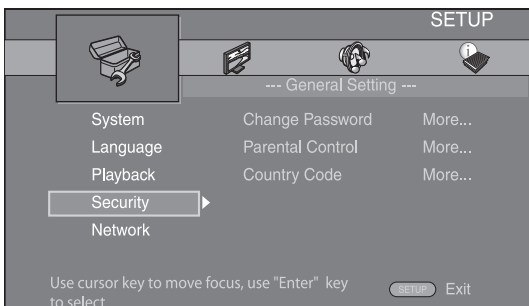 SETUP
--- General Setting ---
System Change Password More...
Language Parental Control More...
Playback Country Code More...
Security
Network
Use cursor key to move focus, use "Enter" key
to select
SETUP Exit